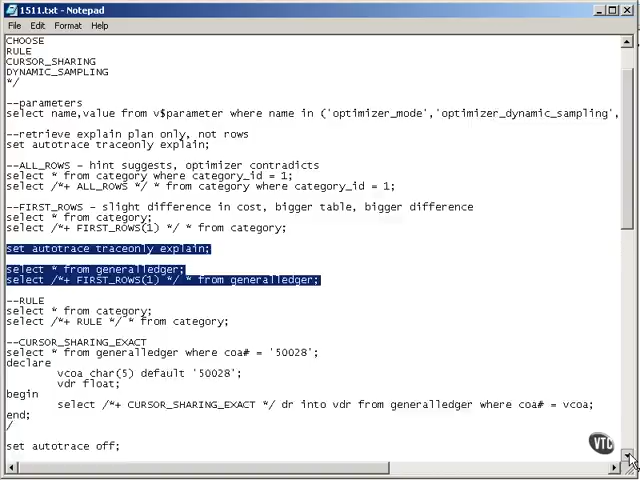 1511.txt - Notepad
File Edit Format Help
CHOOSE
RULE
CURSOR_SHARING
DYNAMIC_SAMPLING
*/
--parameters
select name,value from v$parameter where name in ('optimizer_mode','optimizer_dynamic_sampling',
--retrieve explain plan only, not rows
set autotrace traceonly explain;
--ALL_ROWS - hint suggests, optimizer contradicts
select * from category where category_id = 1;
select /*+ ALL_ROWS */ * from category where category_id = 1;
--FIRST_ROWS - slight difference in cost, bigger table, bigger difference
select * from category;
select /*+ FIRST_ROWS(1) */ * from category;
set autotrace traceonly explain;
select * from generalledger;
select /*+ FIRST_ROWS(1) */ * from generalledger;
--RULE
select * from category;
select /*+ RULE */ * from category;
--CURSOR_SHARING_EXACT
select * from generalledger where coa# = '50028';
declare
vcoa char(5) default '50028';
vdr float;
begin
select /*+ CURSOR_SHARING_EXACT */ dr into vdr from generalledger where coa# = vcoa;
end;
/
set autotrace off;
VTC